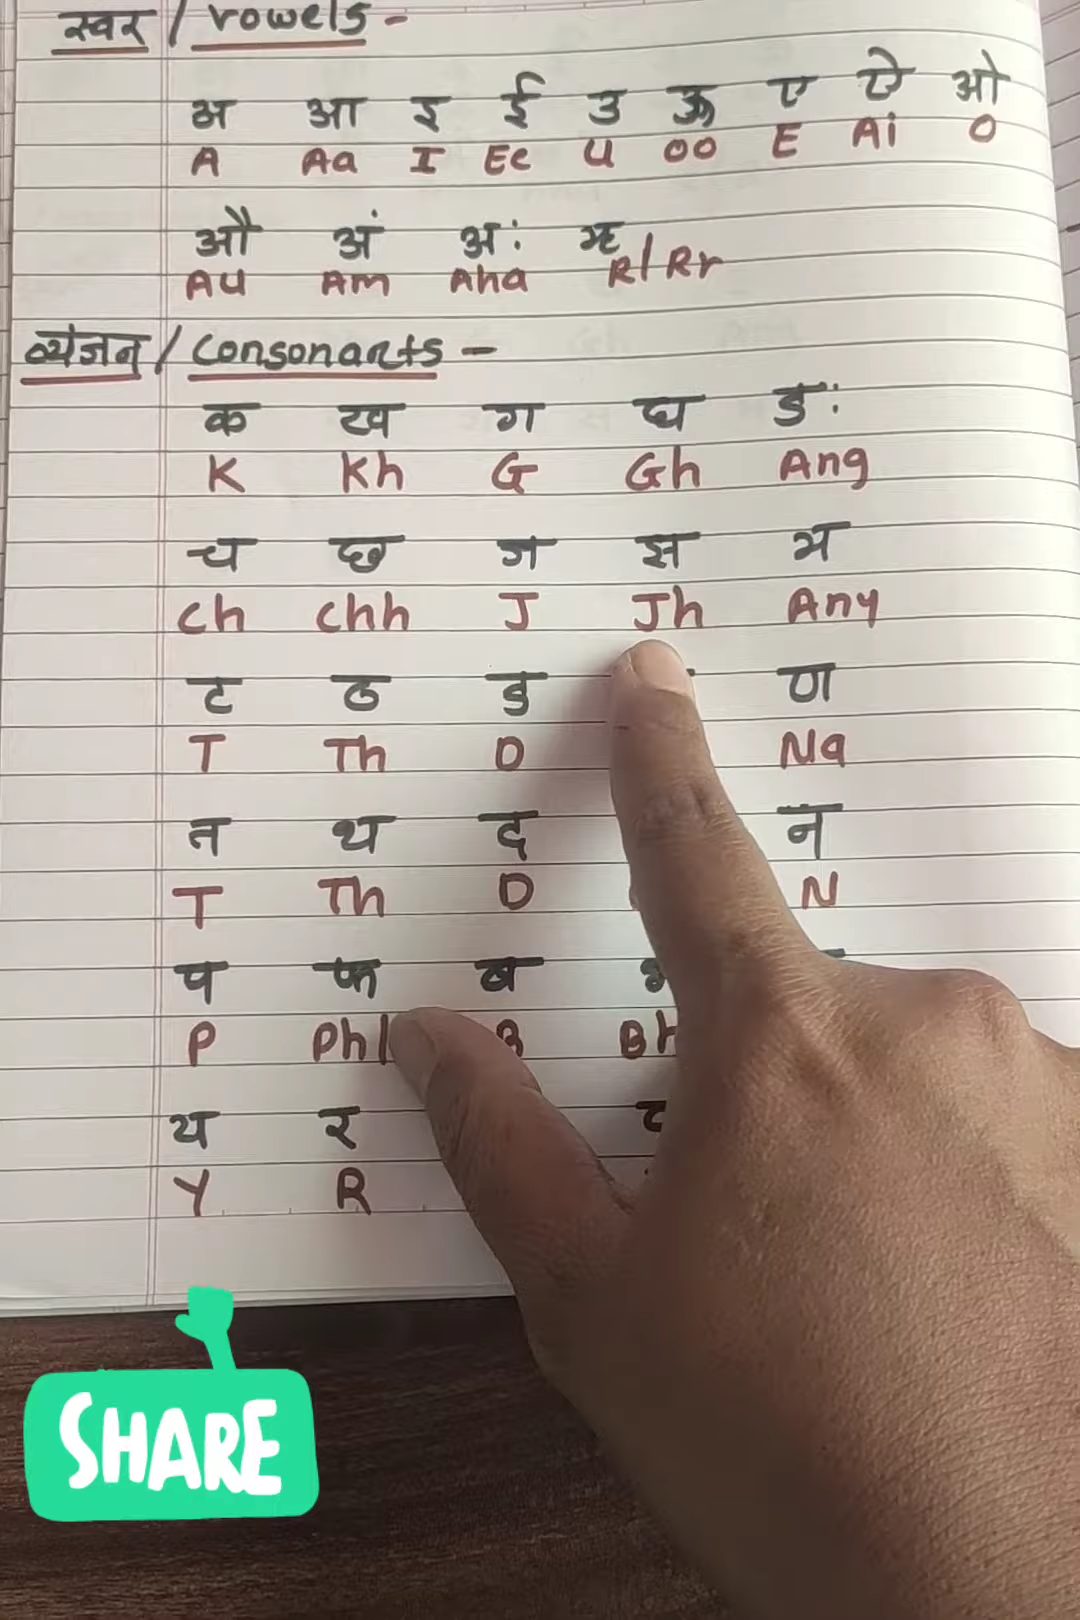 स्वर / vowels -
अ आ इ ई उ ऊ ए ऐ ओ
A Aa I Ee U OO E Ai O
औ अं अः ऋ
Au Am Aha R/Rr
व्यंजन / Consonants -
क ख ग घ ङ:
K Kh G Gh Ang
च छ ज झ ञ
Ch Chh J Jh Any
ट ठ ड ण
T Th D Na
त थ द न
T Th D N
प फ ब भ
P Ph B Bh
य र
Y R
SHARE